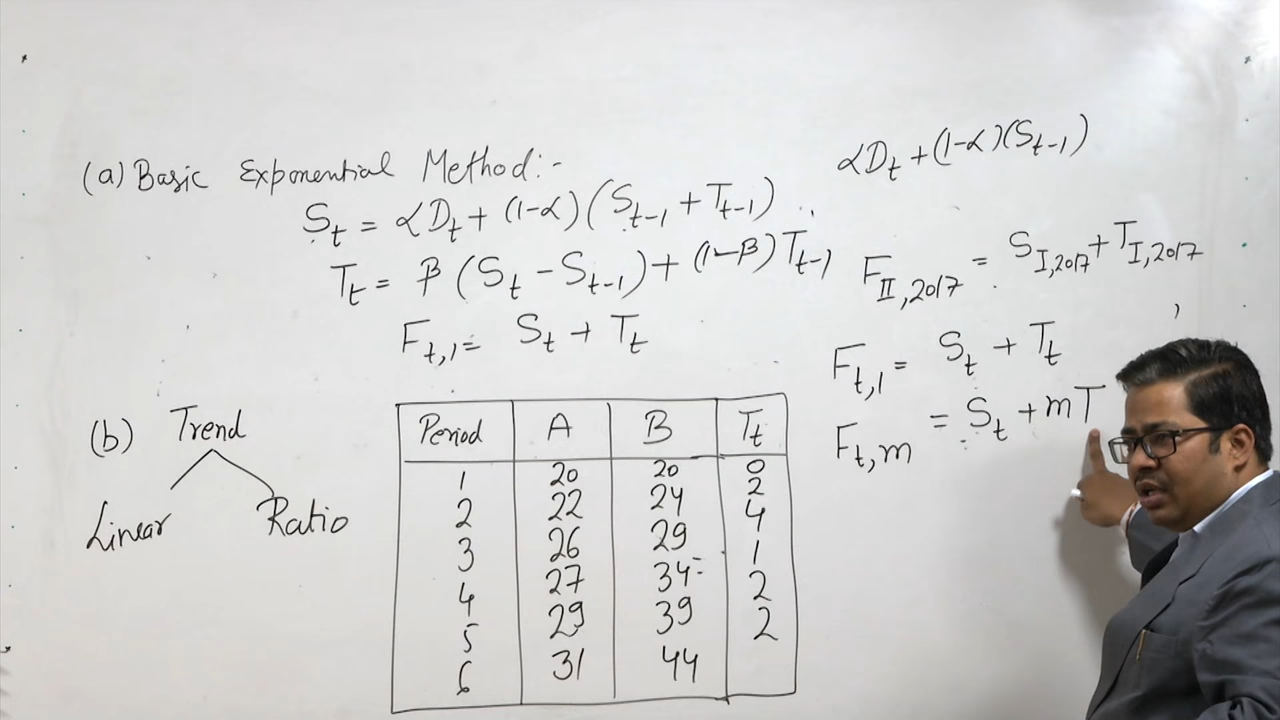 (a) Basic Exponential Method:-
S_t = αD_t + (1-α)(S_{t-1} + T_{t-1})
T_t = β(S_t - S_{t-1}) + (1-β)T_{t-1}
F_{t,1} = S_t + T_t
(b) Trend
Linear Ratio
Period A B T_t
1 20 20 0
2 22 24 2
3 26 29 4
4 27 34 1
5 29 39 2
6 31 44 2
αD_t + (1-α)(S_{t-1})
F_{II,2017} = S_{I,2017} + T_{I,2017}
F_{t,1} = S_t + T_t
F_{t,m} = S_t + mT